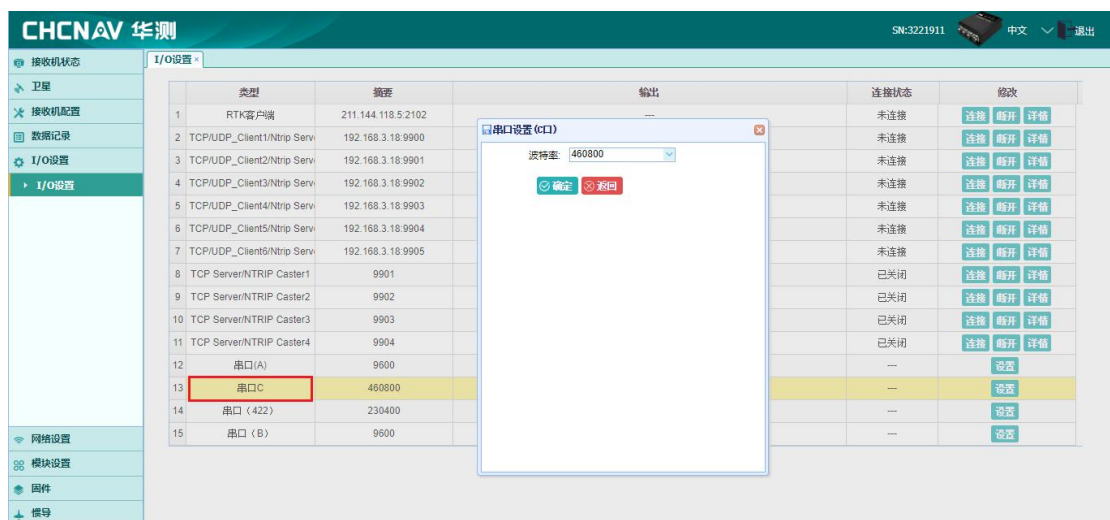 CHCNAV 华测
SN:3221911 中文 退出
接收机状态
卫星
接收机配置
数据记录
I/O设置
I/O设置
网络设置
模块设置
固件
惯导
I/O设置 ×
类型 摘要 输出 连接状态 修改
1 RTK客户端 211.144.118.5:2102 --- 未连接 连接 断开 详情
2 TCP/UDP_Client1/Ntrip Serv 192.168.3.18:9900 未连接 连接 断开 详情
3 TCP/UDP_Client2/Ntrip Serv 192.168.3.18:9901 未连接 连接 断开 详情
4 TCP/UDP_Client3/Ntrip Serv 192.168.3.18:9902 未连接 连接 断开 详情
5 TCP/UDP_Client4/Ntrip Serv 192.168.3.18:9903 未连接 连接 断开 详情
6 TCP/UDP_Client5/Ntrip Serv 192.168.3.18:9904 未连接 连接 断开 详情
7 TCP/UDP_Client6/Ntrip Serv 192.168.3.18:9905 未连接 连接 断开 详情
8 TCP Server/NTRIP Caster1 9901 已关闭 连接 断开 详情
9 TCP Server/NTRIP Caster2 9902 已关闭 连接 断开 详情
10 TCP Server/NTRIP Caster3 9903 已关闭 连接 断开 详情
11 TCP Server/NTRIP Caster4 9904 已关闭 连接 断开 详情
12 串口(A) 9600 --- 设置
13 串口C 460800 --- 设置
14 串口（422） 230400 --- 设置
15 串口（B） 9600 --- 设置
串口设置(C口)
波特率: 460800
确定 返回